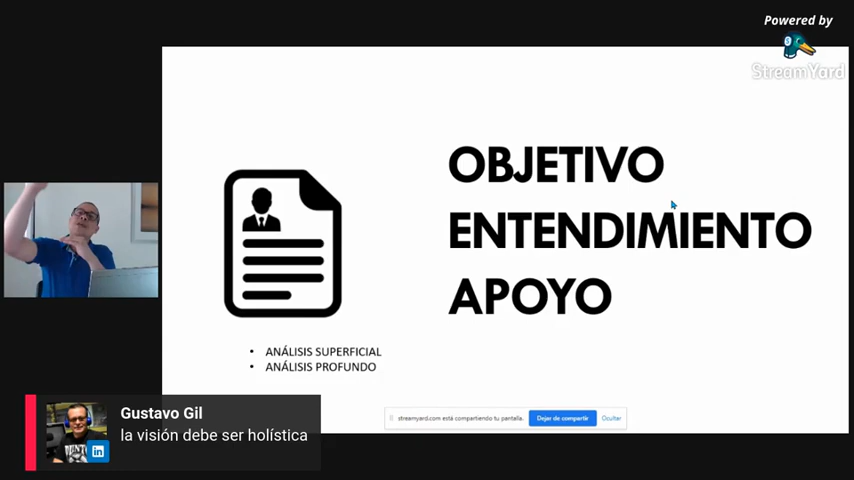 Powered by
StreamYard
OBJETIVO
ENTENDIMIENTO
APOYO
• ANÁLISIS SUPERFICIAL
• ANÁLISIS PROFUNDO
streamyard.com está compartiendo tu pantalla.
Dejar de compartir
Ocultar
Gustavo Gil
la visión debe ser holística
in